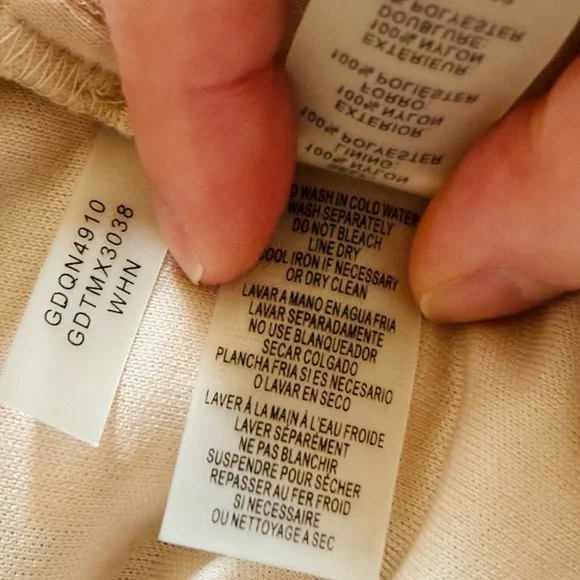 100% NYLON
LINING:
100% POLYESTER
EXTERIOR:
100% NYLON
FORRO:
100% POLIÉSTER
EXTÉRIEUR:
100% NYLON
DOUBLURE:
100% POLYESTER
GDQN4910
GDTMX3038
WHN
WASH IN COLD WATER
WASH SEPARATELY
DO NOT BLEACH
LINE DRY
COOL IRON IF NECESSARY
OR DRY CLEAN
LAVAR A MANO EN AGUA FRIA
LAVAR SEPARADAMENTE
NO USE BLANQUEADOR
SECAR COLGADO
PLANCHA FRIA SI ES NECESARIO
O LAVAR EN SECO
LAVER À LA MAIN À L'EAU FROIDE
LAVER SÉPARÉMENT
NE PAS BLANCHIR
SUSPENDRE POUR SÉCHER
REPASSER AU FER FROID
SI NECESSAIRE
OU NETTOYAGE A SEC